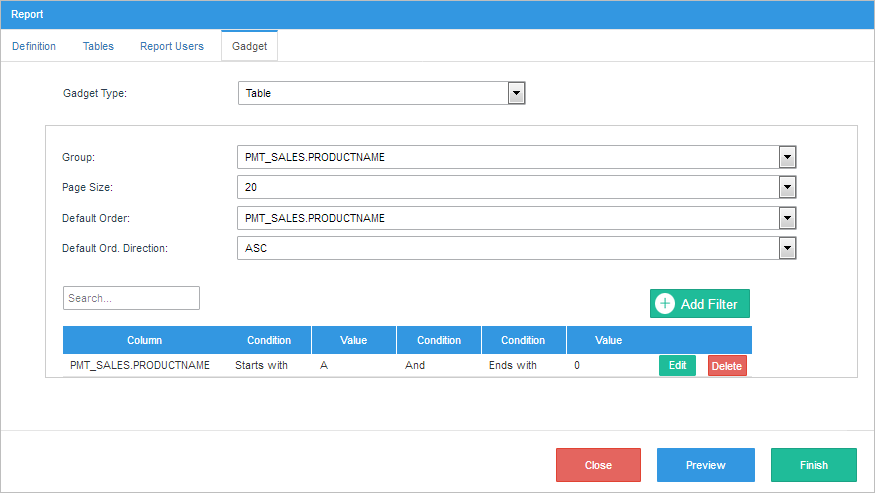 Report
Definition Tables Report Users Gadget
Gadget Type: Table
Group: PMT_SALES.PRODUCTNAME
Page Size: 20
Default Order: PMT_SALES.PRODUCTNAME
Default Ord. Direction: ASC
Search... Add Filter
Column Condition Value Condition Condition Value
PMT_SALES.PRODUCTNAME Starts with A And Ends with 0 Edit Delete
Close Preview Finish